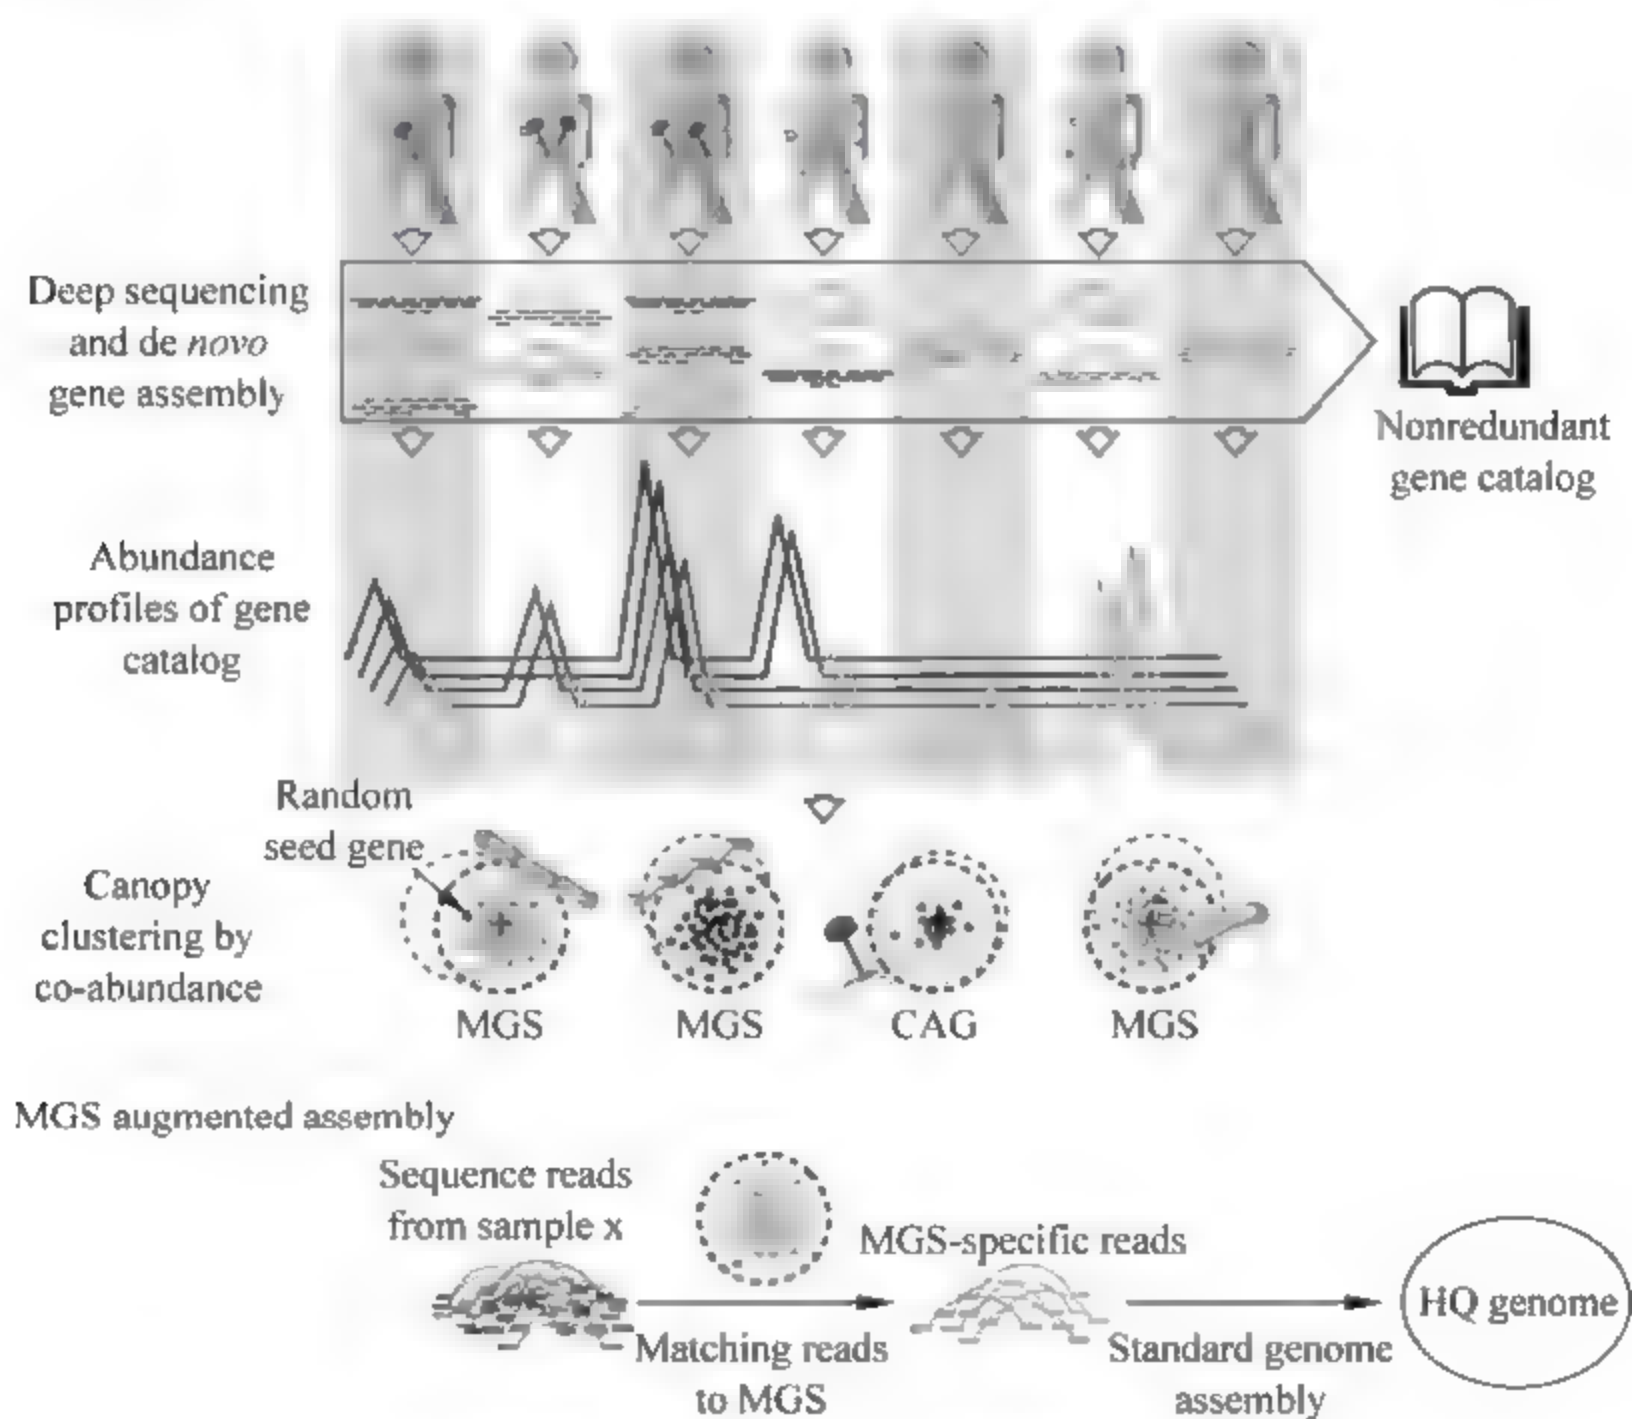 Deep sequencing
and de novo
gene assembly
Nonredundant
gene catalog
Abundance
profiles of gene
catalog
Random
seed gene
Canopy
clustering by
co-abundance
MGS
MGS
CAG
MGS
MGS augmented assembly
Sequence reads
from sample x
MGS-specific reads
HQ genome
Matching reads
to MGS
Standard genome
assembly